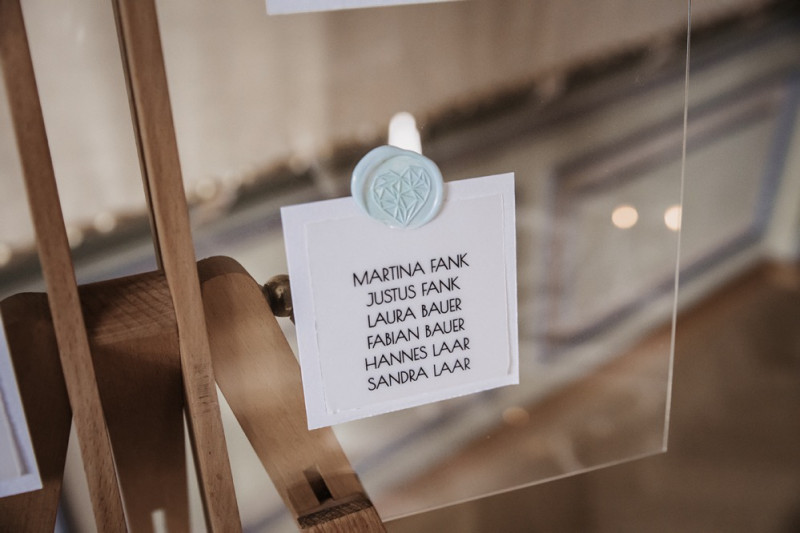 MARTINA FANK
JUSTUS FANK
LAURA BAUER
FABIAN BAUER
HANNES LAAR
SANDRA LAAR